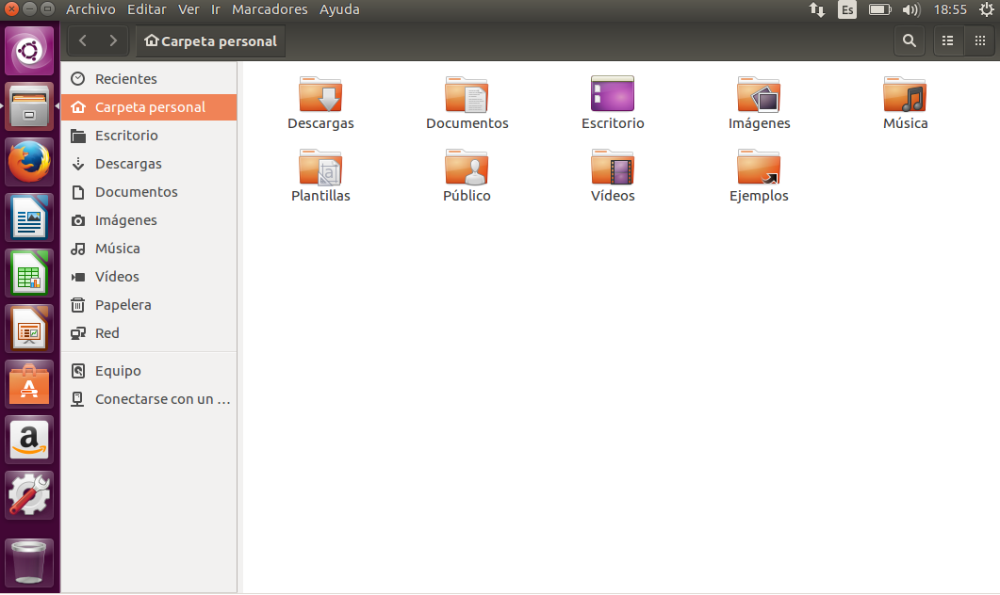 Archivo Editar Ver Ir Marcadores Ayuda Es 18:55
Carpeta personal
Recientes
Carpeta personal
Escritorio
Descargas
Documentos
Imágenes
Música
Vídeos
Papelera
Red
Equipo
Conectarse con un ...
Descargas Documentos Escritorio Imágenes Música
Plantillas Público Vídeos Ejemplos